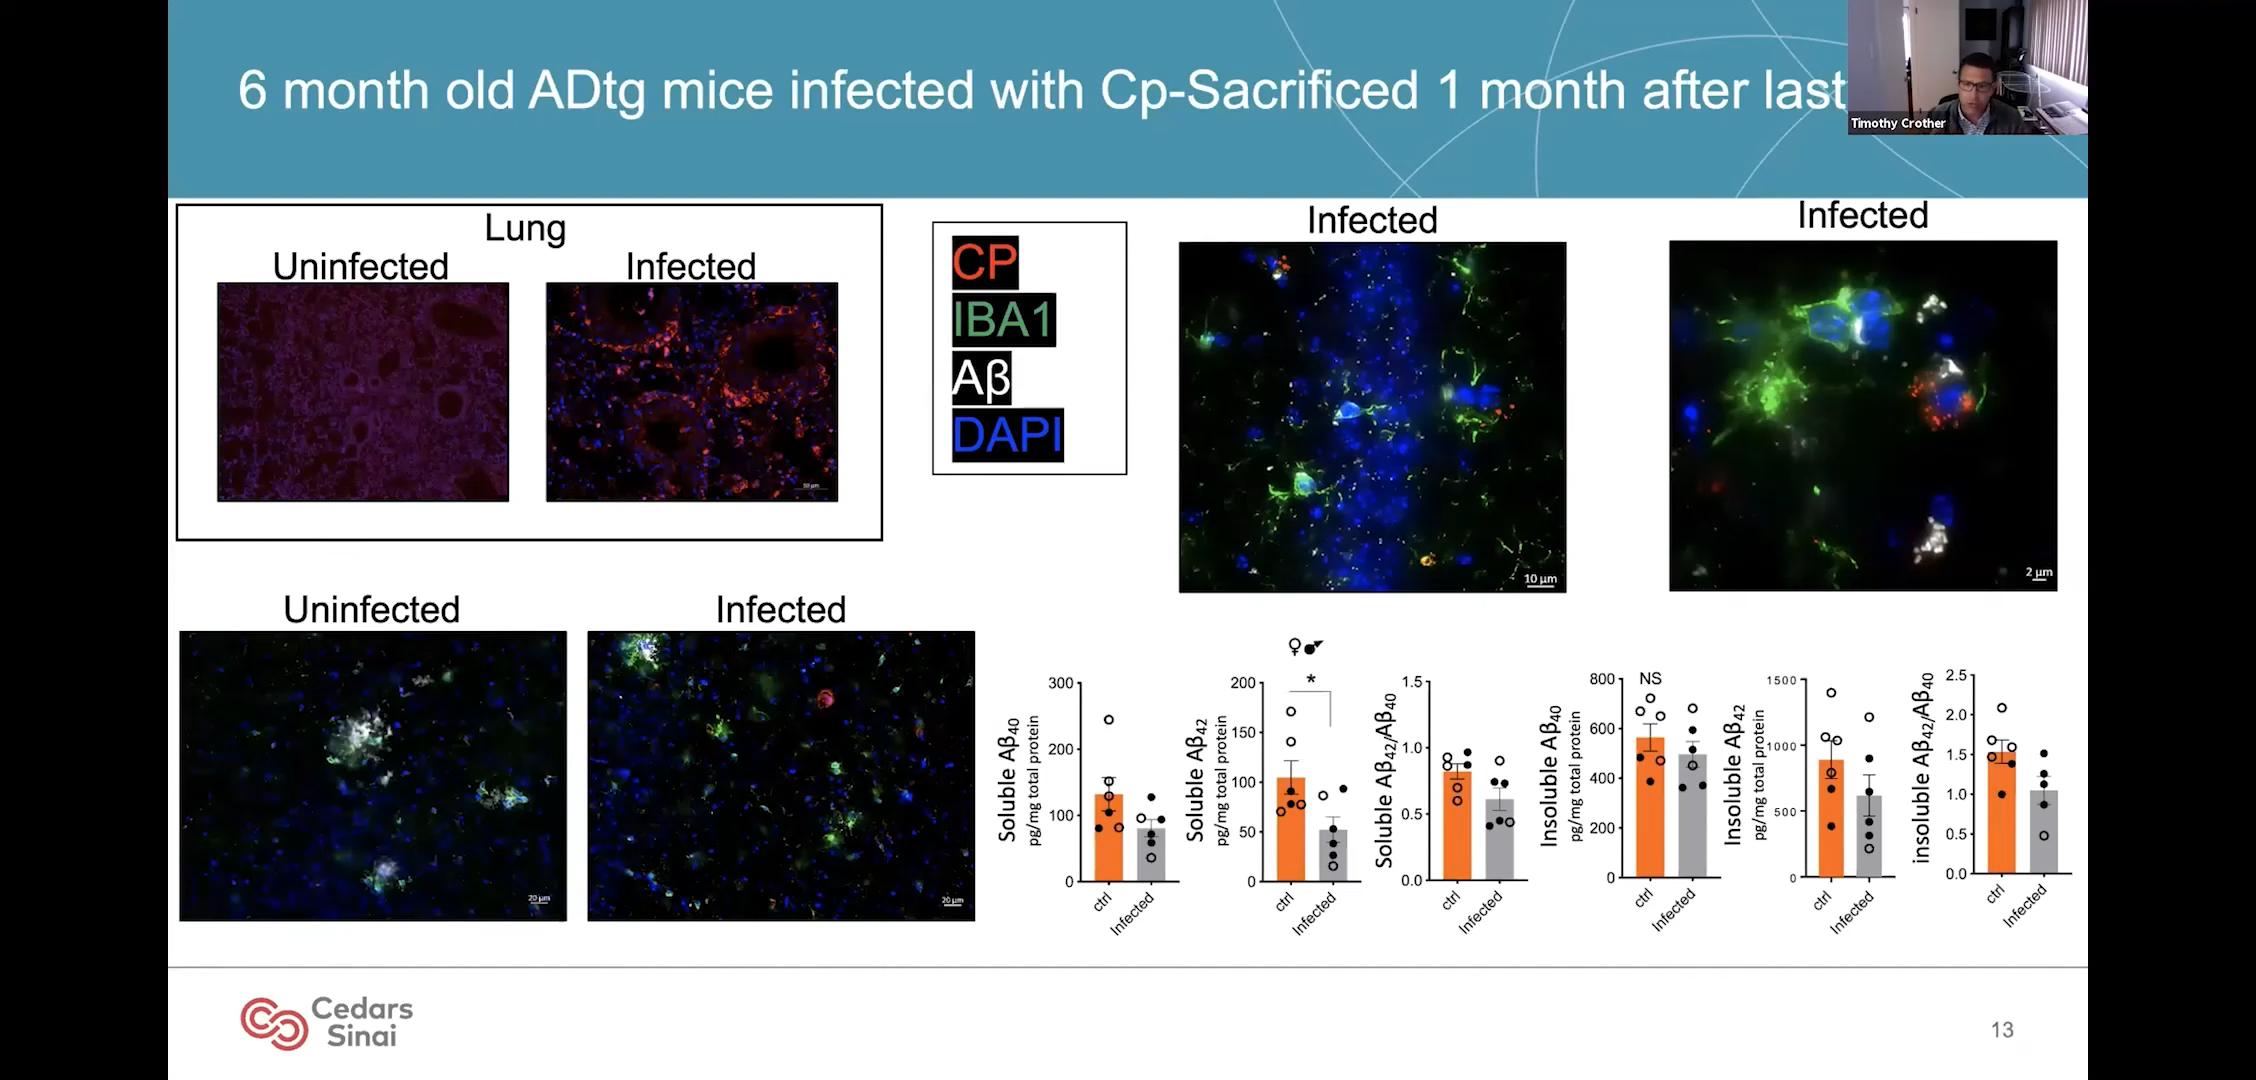 6 month old ADtg mice infected with Cp-Sacrificed 1 month after last
Timothy Crother
Lung
Uninfected
Infected
50 µm
CP
IBA1
Aβ
DAPI
Infected
10 µm
Infected
2 µm
Uninfected
20 µm
Infected
20 µm
♀♂
Soluble Aβ40
pg/mg total protein
300
200
100
0
ctrl
Infected
Soluble Aβ42
pg/mg total protein
200
150
100
50
0
*
ctrl
Infected
Soluble Aβ42/Aβ40
1.5
1.0
0.5
0.0
ctrl
Infected
Insoluble Aβ40
pg/mg total protein
800
600
400
200
0
NS
ctrl
Infected
Insoluble Aβ42
pg/mg total protein
1500
1000
500
0
ctrl
Infected
insoluble Aβ42/Aβ40
2.5
2.0
1.5
1.0
0.5
0.0
ctrl
Infected
Cedars
Sinai
13